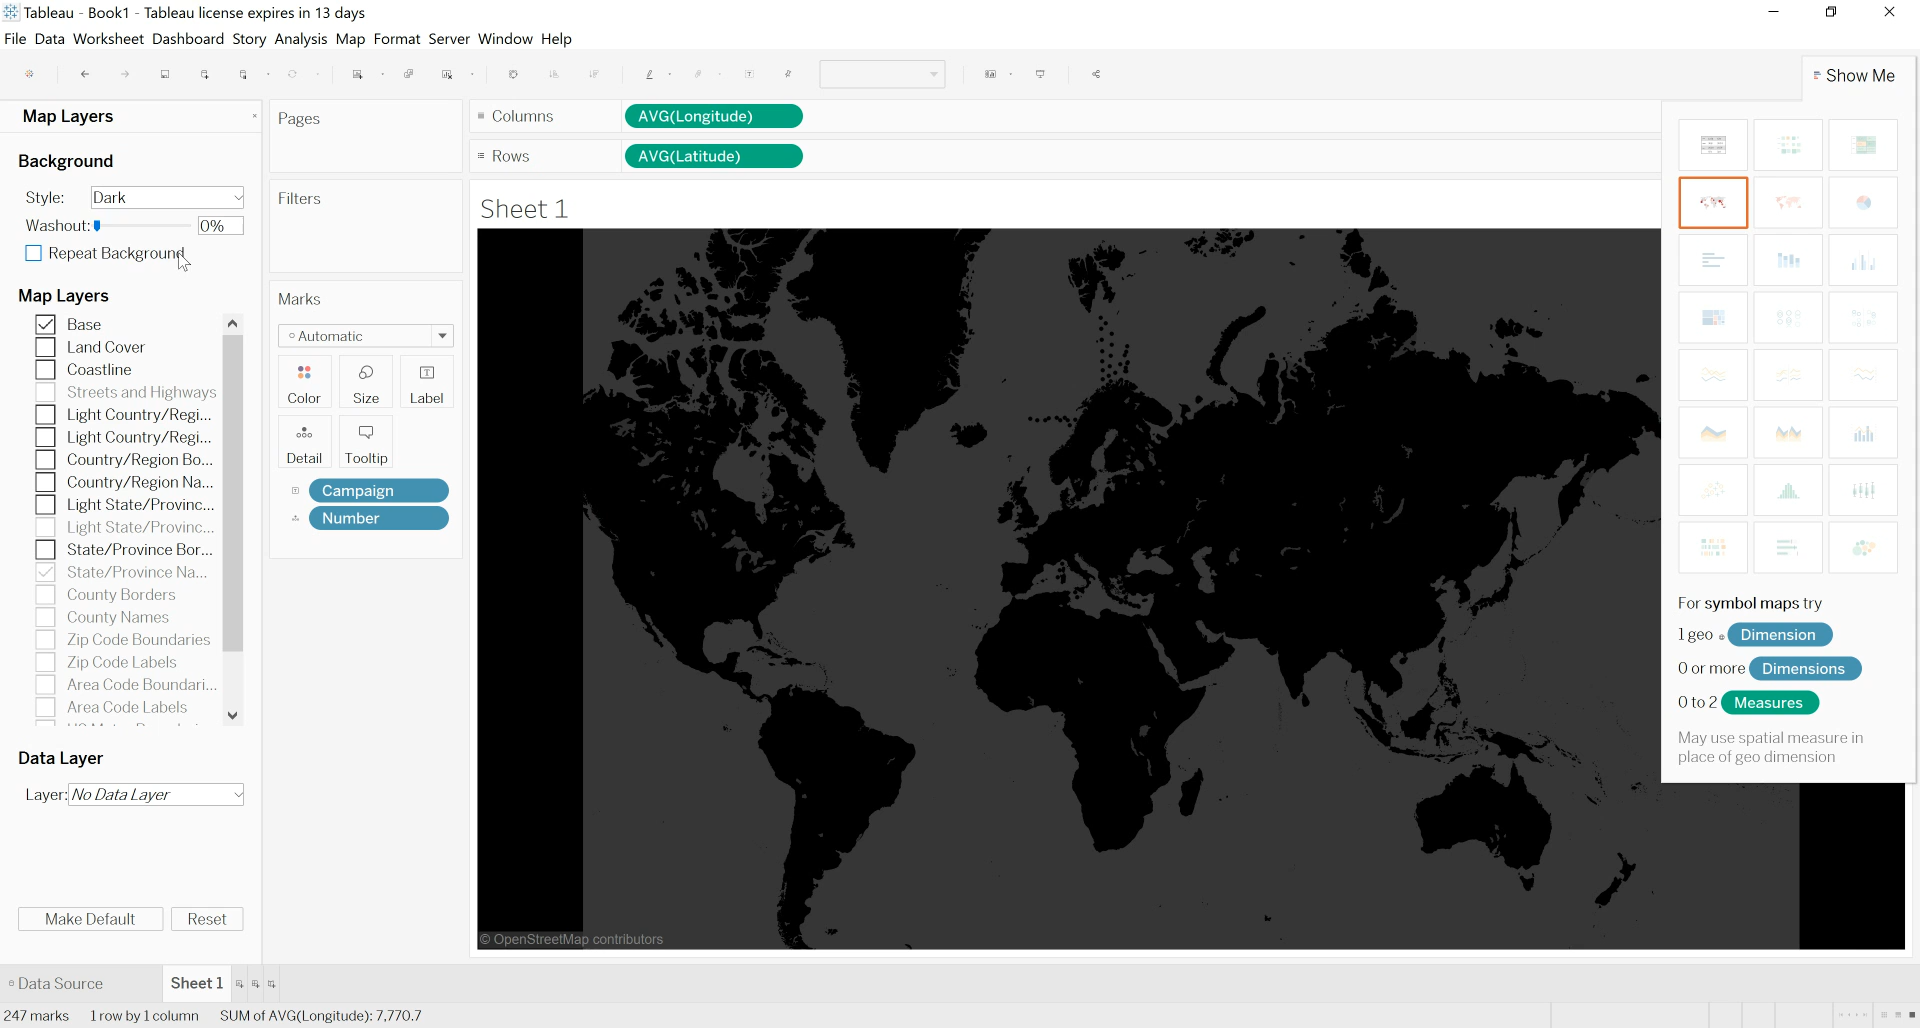 Tableau - Book1 - Tableau license expires in 13 days
File Data Worksheet Dashboard Story Analysis Map Format Server Window Help
Show Me
Map Layers
Background
Style: Dark
Washout: 0%
Repeat Background
Map Layers
Base
Land Cover
Coastline
Streets and Highways
Light Country/Regi...
Light Country/Regi...
Country/Region Bo...
Country/Region Na...
Light State/Provinc...
Light State/Provinc...
State/Province Bor...
State/Province Na...
County Borders
County Names
Zip Code Boundaries
Zip Code Labels
Area Code Boundari...
Area Code Labels
Data Layer
Layer: No Data Layer
Make Default Reset
Pages
Filters
Marks
Automatic
Color Size Label
Detail Tooltip
Campaign
Number
Columns AVG(Longitude)
Rows AVG(Latitude)
Sheet 1
© OpenStreetMap contributors
For symbol maps try
1 geo Dimension
0 or more Dimensions
0 to 2 Measures
May use spatial measure in
place of geo dimension
Data Source Sheet 1
247 marks 1 row by 1 column SUM of AVG(Longitude): 7,770.7